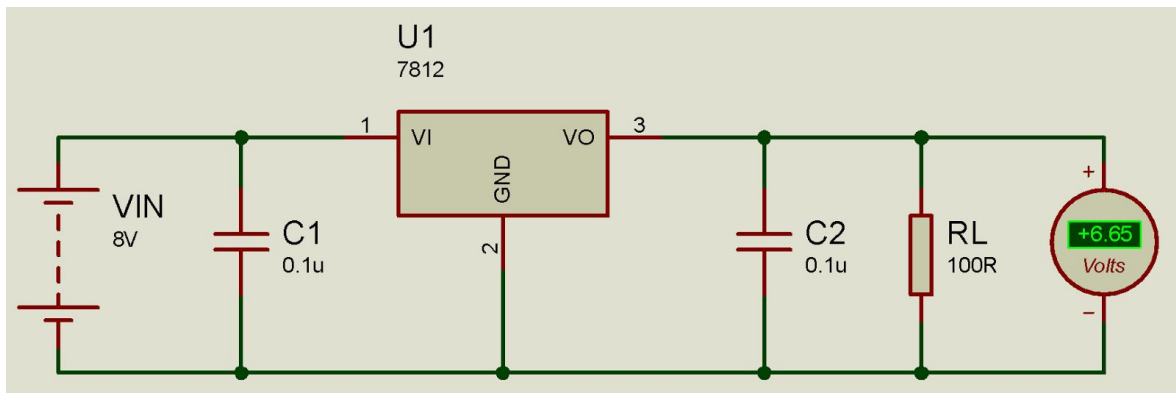 U1
7812
1
VI
VO
3
GND
2
VIN
8V
C1
0.1u
C2
0.1u
RL
100R
+
+6.65
Volts
−